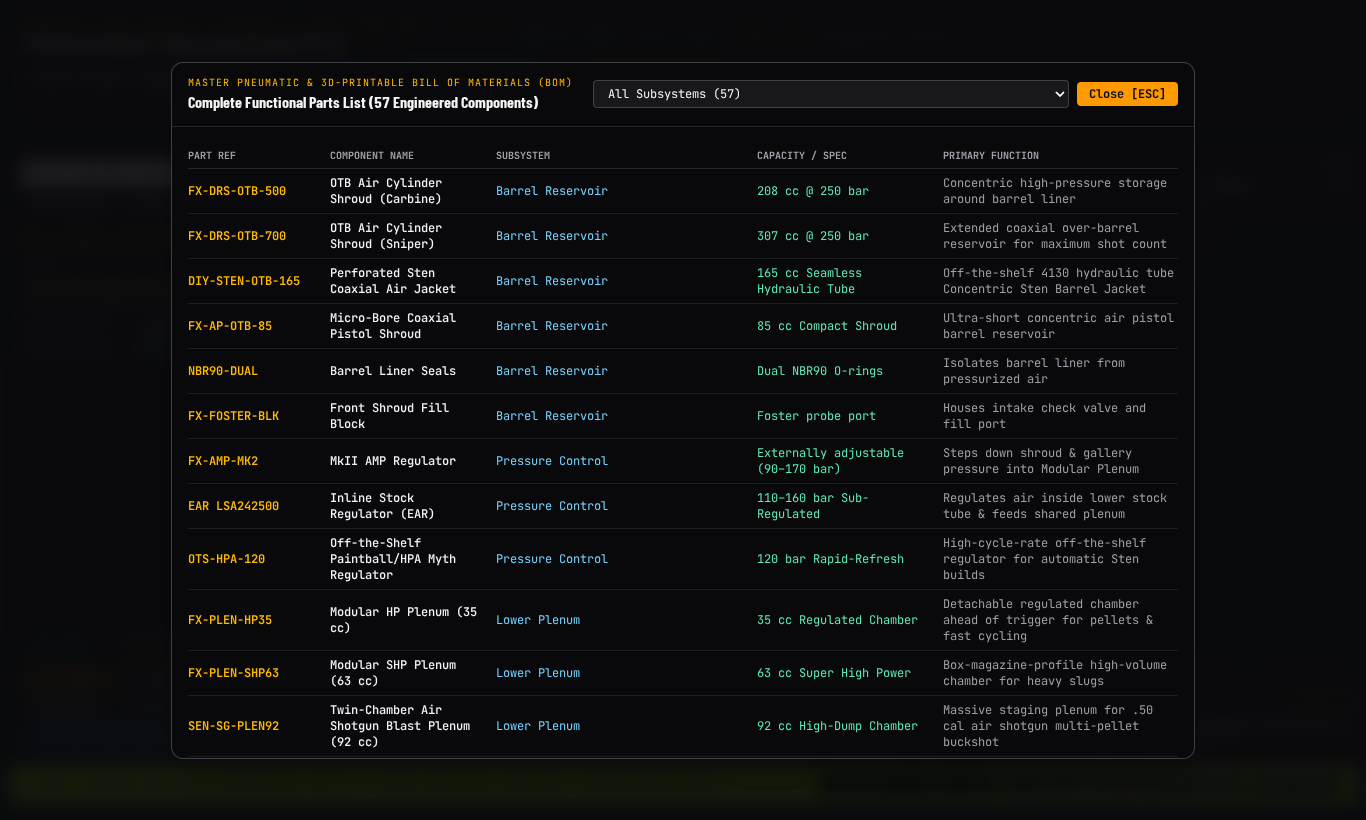 MASTER PNEUMATIC & 3D-PRINTABLE BILL OF MATERIALS (BOM)
Complete Functional Parts List (57 Engineered Components)
All Subsystems (57)
Close [ESC]
PART REF COMPONENT NAME SUBSYSTEM CAPACITY / SPEC PRIMARY FUNCTION
FX-DRS-OTB-500
OTB Air Cylinder
Shroud (Carbine)
Barrel Reservoir
208 cc @ 250 bar
Concentric high-pressure storage
around barrel liner
FX-DRS-OTB-700
OTB Air Cylinder
Shroud (Sniper)
Barrel Reservoir
307 cc @ 250 bar
Extended coaxial over-barrel
reservoir for maximum shot count
DIY-STEN-OTB-165
Perforated Sten
Coaxial Air Jacket
Barrel Reservoir
165 cc Seamless
Hydraulic Tube
Off-the-shelf 4130 hydraulic tube
Concentric Sten Barrel Jacket
FX-AP-OTB-85
Micro-Bore Coaxial
Pistol Shroud
Barrel Reservoir
85 cc Compact Shroud
Ultra-short concentric air pistol
barrel reservoir
NBR90-DUAL
Barrel Liner Seals
Barrel Reservoir
Dual NBR90 O-rings
Isolates barrel liner from
pressurized air
FX-FOSTER-BLK
Front Shroud Fill
Block
Barrel Reservoir
Foster probe port
Houses intake check valve and
fill port
FX-AMP-MK2
MkII AMP Regulator
Pressure Control
Externally adjustable
(90–170 bar)
Steps down shroud & gallery
pressure into Modular Plenum
EAR LSA242500
Inline Stock
Regulator (EAR)
Pressure Control
110–160 bar Sub-
Regulated
Regulates air inside lower stock
tube & feeds shared plenum
OTS-HPA-120
Off-the-Shelf
Paintball/HPA Myth
Regulator
Pressure Control
120 bar Rapid-Refresh
High-cycle-rate off-the-shelf
regulator for automatic Sten
builds
FX-PLEN-HP35
Modular HP Plenum (35
cc)
Lower Plenum
35 cc Regulated Chamber
Detachable regulated chamber
ahead of trigger for pellets &
fast cycling
FX-PLEN-SHP63
Modular SHP Plenum
(63 cc)
Lower Plenum
63 cc Super High Power
Box-magazine-profile high-volume
chamber for heavy slugs
SEN-SG-PLEN92
Twin-Chamber Air
Shotgun Blast Plenum
(92 cc)
Lower Plenum
92 cc High-Dump Chamber
Massive staging plenum for .50
cal air shotgun multi-pellet
buckshot